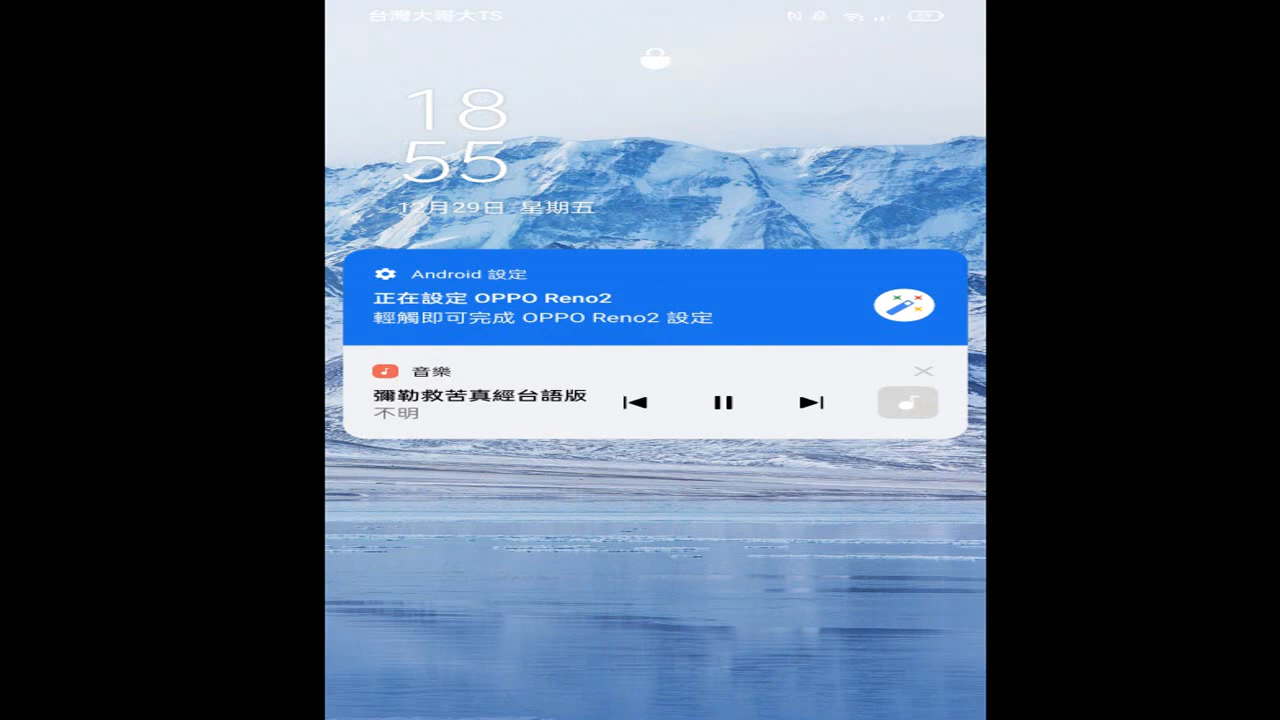 台灣大哥大TS
18
55
12月29日 星期五
Android 設定
正在設定 OPPO Reno2
輕觸即可完成 OPPO Reno2 設定
音樂
彌勒救苦真經台語版
不明